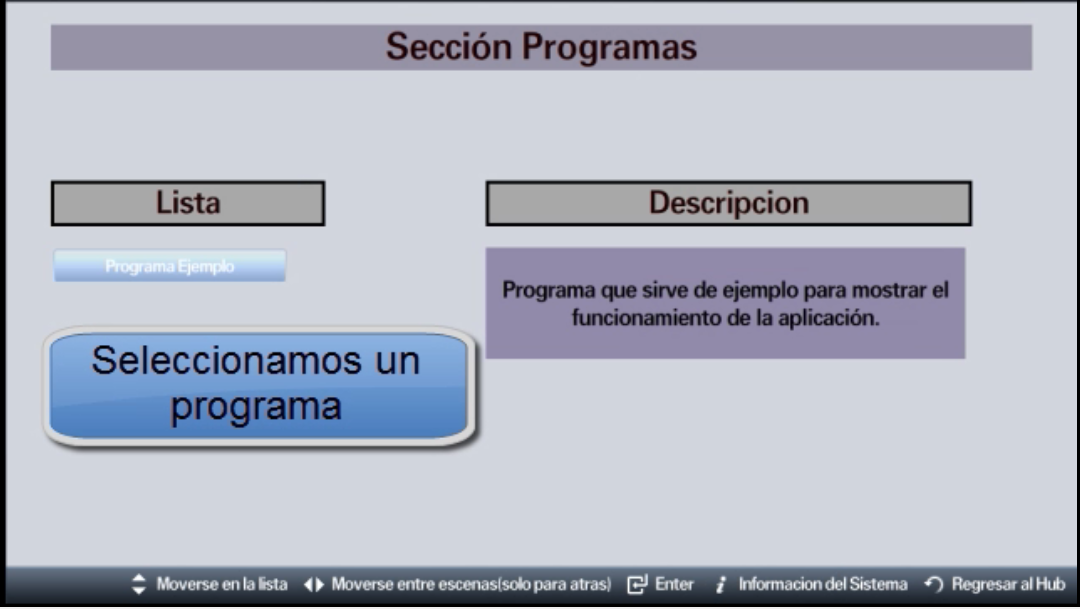 Sección Programas
Lista
Descripcion
Programa Ejemplo
Programa que sirve de ejemplo para mostrar el
funcionamiento de la aplicación.
Seleccionamos un
programa
Moverse en la lista Moverse entre escenas(solo para atras) Enter Informacion del Sistema Regresar al Hub